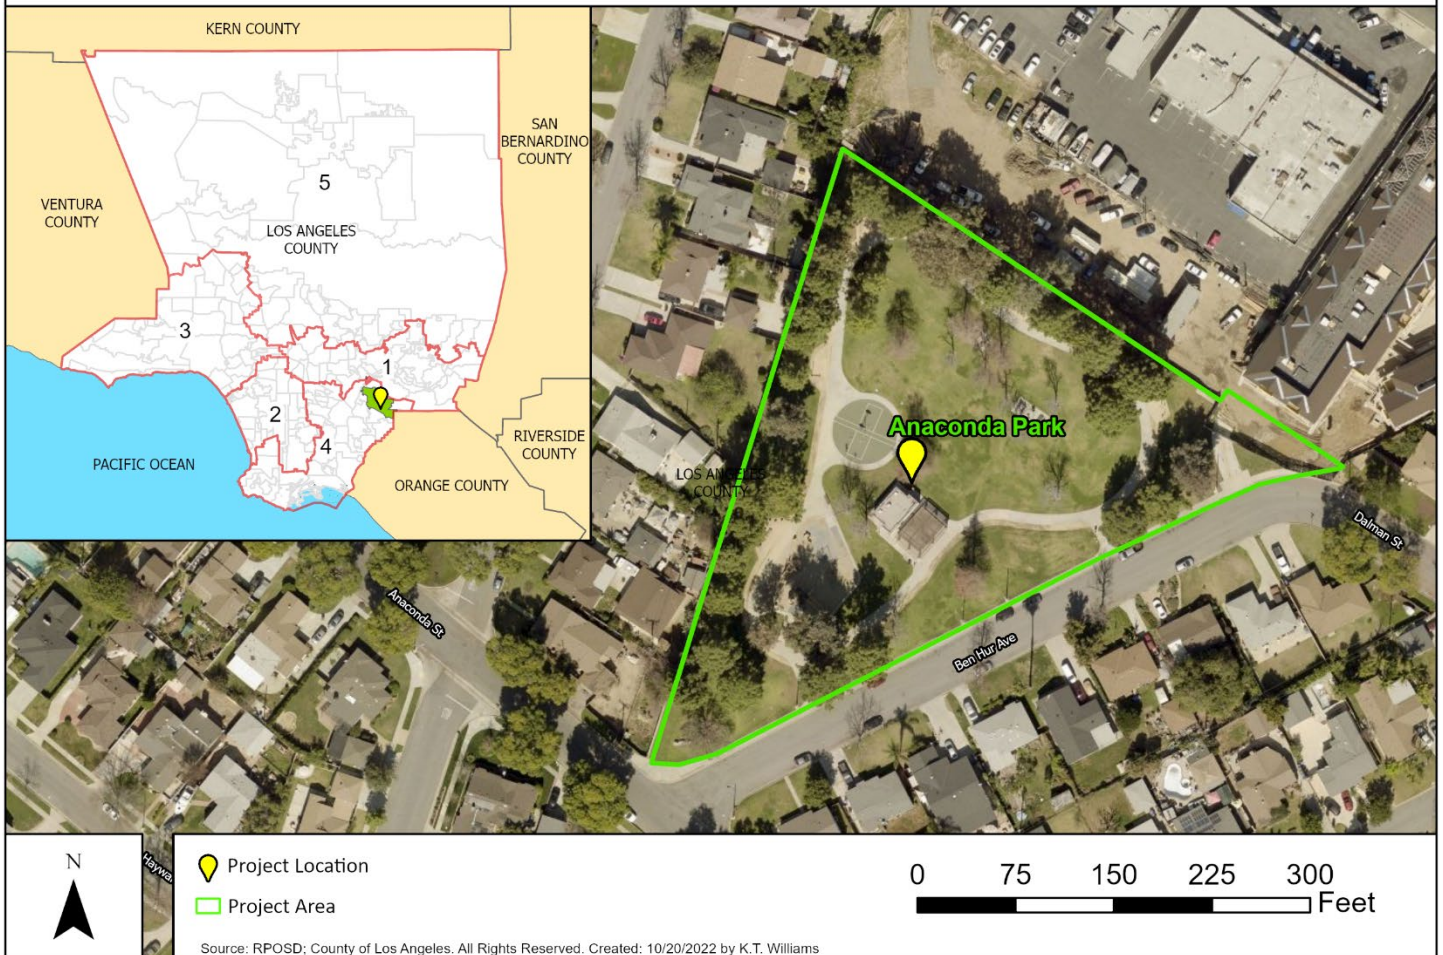 KERN COUNTY
SAN
BERNARDINO
COUNTY
5
VENTURA
COUNTY
LOS ANGELES
COUNTY
3
1
2
4
RIVERSIDE
COUNTY
PACIFIC OCEAN
ORANGE COUNTY
Anaconda Park
LOS ANGELES
COUNTY
Dalman St
Anaconda St
Ben Hur Ave
N
Project Location
Project Area
0 75 150 225 300
Feet
Source: RPOSD; County of Los Angeles. All Rights Reserved. Created: 10/20/2022 by K.T. Williams